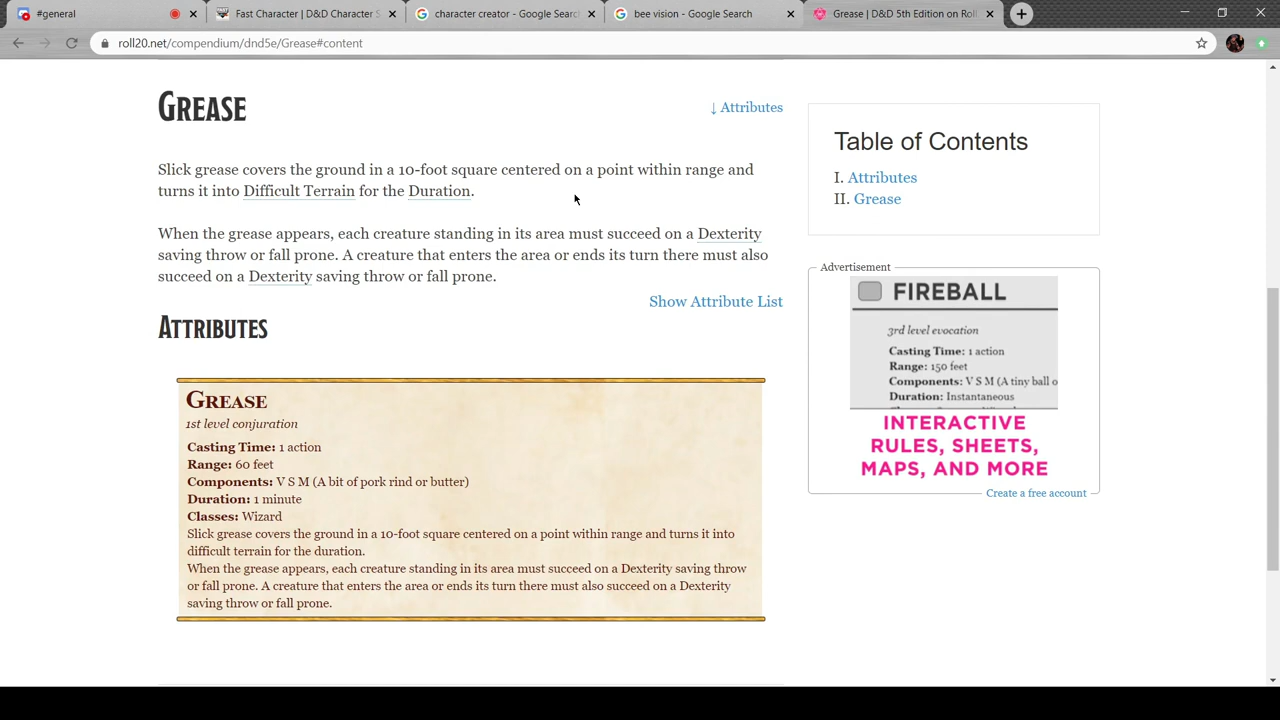 #general
Fast Character | D&D Character S
character creator - Google Search
bee vision - Google Search
Grease | D&D 5th Edition on Roll
roll20.net/compendium/dnd5e/Grease#content
GREASE
↓ Attributes
Slick grease covers the ground in a 10-foot square centered on a point within range and
turns it into Difficult Terrain for the Duration.
When the grease appears, each creature standing in its area must succeed on a Dexterity
saving throw or fall prone. A creature that enters the area or ends its turn there must also
succeed on a Dexterity saving throw or fall prone.
Show Attribute List
ATTRIBUTES
GREASE
1st level conjuration
Casting Time: 1 action
Range: 60 feet
Components: V S M (A bit of pork rind or butter)
Duration: 1 minute
Classes: Wizard
Slick grease covers the ground in a 10-foot square centered on a point within range and turns it into
difficult terrain for the duration.
When the grease appears, each creature standing in its area must succeed on a Dexterity saving throw
or fall prone. A creature that enters the area or ends its turn there must also succeed on a Dexterity
saving throw or fall prone.
Table of Contents
I. Attributes
II. Grease
Advertisement
FIREBALL
3rd level evocation
Casting Time: 1 action
Range: 150 feet
Components: V S M (A tiny ball o
Duration: Instantaneous
INTERACTIVE
RULES, SHEETS,
MAPS, AND MORE
Create a free account